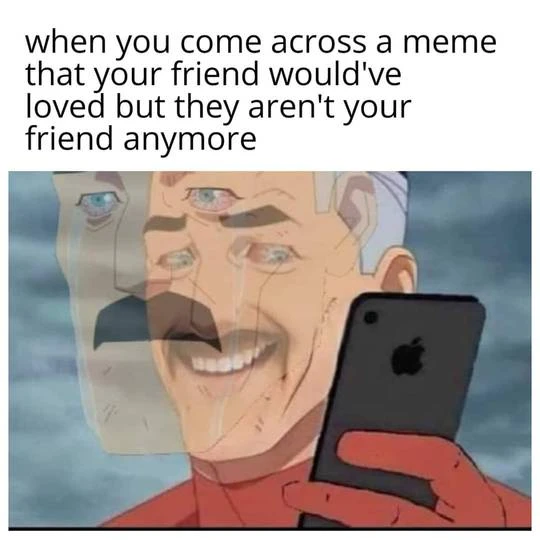 when you come across a meme
that your friend would've
loved but they aren't your
friend anymore